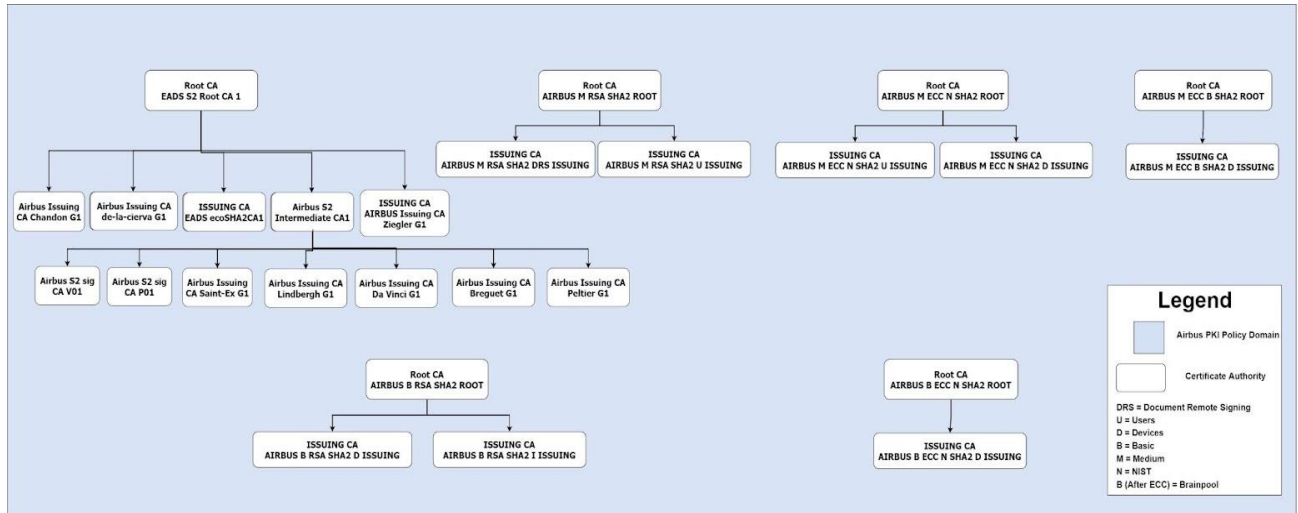 Root CA
EADS S2 Root CA 1
Root CA
AIRBUS M RSA SHA2 ROOT
Root CA
AIRBUS M ECC N SHA2 ROOT
Root CA
AIRBUS M ECC B SHA2 ROOT
ISSUING CA
AIRBUS M RSA SHA2 DRS ISSUING
ISSUING CA
AIRBUS M RSA SHA2 U ISSUING
ISSUING CA
AIRBUS M ECC N SHA2 U ISSUING
ISSUING CA
AIRBUS M ECC N SHA2 D ISSUING
ISSUING CA
AIRBUS M ECC B SHA2 D ISSUING
Airbus Issuing
CA Chandon G1
Airbus Issuing CA
de-la-cierva G1
ISSUING CA
EADS ecoSHA2CA1
Airbus S2
Intermediate CA1
ISSUING CA
AIRBUS Issuing CA
Ziegler G1
Airbus S2 sig
CA V01
Airbus S2 sig
CA P01
Airbus Issuing
CA Saint-Ex G1
Airbus Issuing CA
Lindbergh G1
Airbus Issuing CA
Da Vinci G1
Airbus Issuing CA
Breguet G1
Airbus Issuing CA
Peltier G1
Root CA
AIRBUS B RSA SHA2 ROOT
ISSUING CA
AIRBUS B RSA SHA2 D ISSUING
ISSUING CA
AIRBUS B RSA SHA2 I ISSUING
Root CA
AIRBUS B ECC N SHA2 ROOT
ISSUING CA
AIRBUS B ECC N SHA2 D ISSUING
Legend
Airbus PKI Policy Domain
Certificate Authority
DRS = Document Remote Signing
U = Users
D = Devices
B = Basic
M = Medium
N = NIST
B (After ECC) = Brainpool